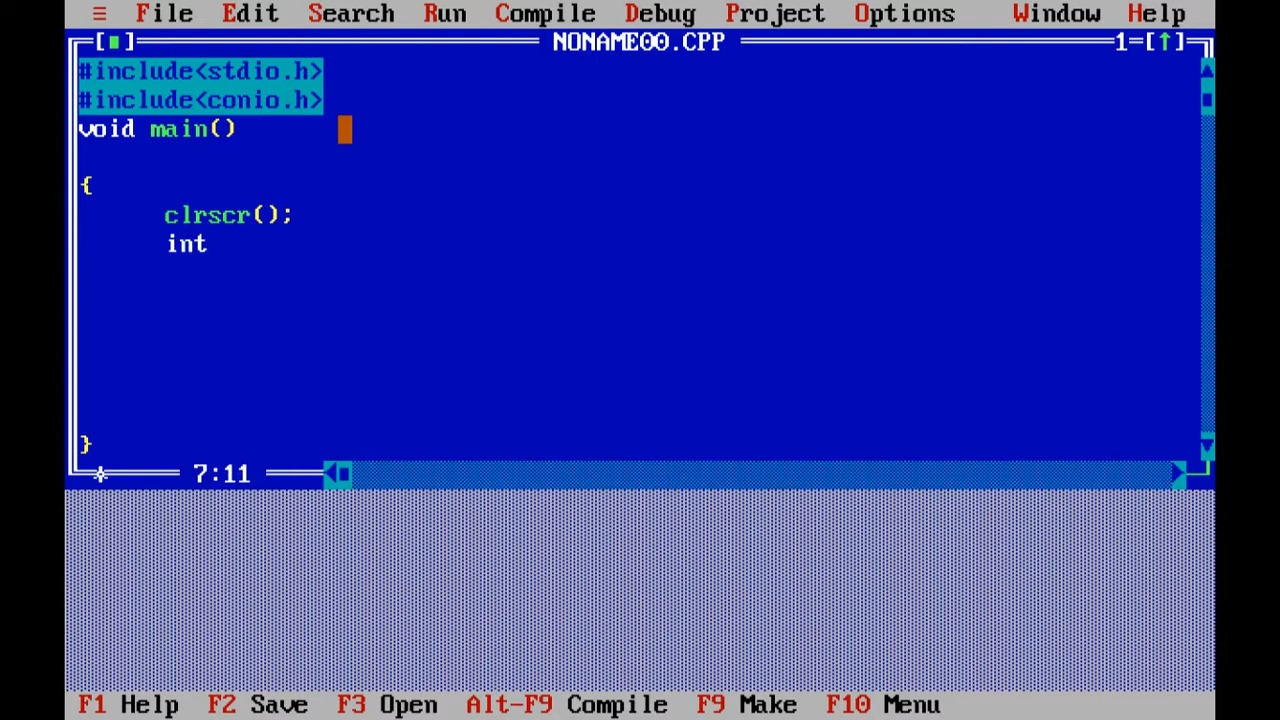 ≡ File Edit Search Run Compile Debug Project Options Window Help
[■] NONAME00.CPP 1=[↑]
#include<stdio.h>
#include<conio.h>
void main()
{
clrscr();
int
}
7:11
F1 Help F2 Save F3 Open Alt-F9 Compile F9 Make F10 Menu